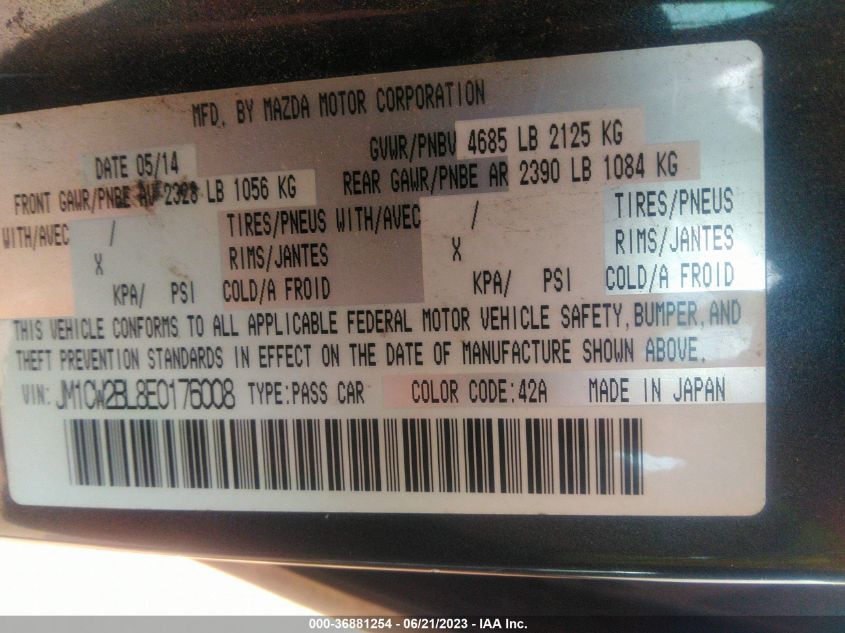 MFD. BY MAZDA MOTOR CORPORATION
DATE 05/14 GVWR/PNBV 4685 LB 2125 KG
FRONT GAWR/PNBE AV 2328 LB 1056 KG REAR GAWR/PNBE AR 2390 LB 1084 KG
WITH/AVEC / TIRES/PNEUS WITH/AVEC / TIRES/PNEUS
X RIMS/JANTES X RIMS/JANTES
KPA/ PSI COLD/A FROID KPA/ PSI COLD/A FROID
THIS VEHICLE CONFORMS TO ALL APPLICABLE FEDERAL MOTOR VEHICLE SAFETY, BUMPER, AND
THEFT PREVENTION STANDARDS IN EFFECT ON THE DATE OF MANUFACTURE SHOWN ABOVE.
VIN: JM1CW2BL8E0176008 TYPE:PASS CAR COLOR CODE:42A MADE IN JAPAN
000-36881254 - 06/21/2023 - IAA Inc.